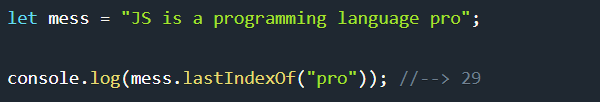 let mess = "JS is a programming language pro";
console.log(mess.lastIndexOf("pro")); //--> 29